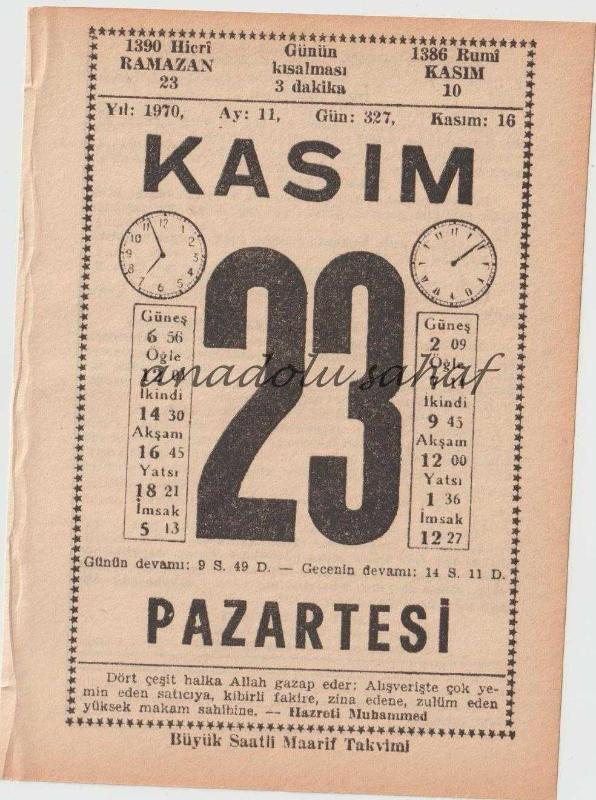 1390 Hicrî
RAMAZAN
23
Günün
kısalması
3 dakika
1386 Rumî
KASIM
10
Yıl: 1970, Ay: 11, Gün: 327, Kasım: 16
KASIM
23
Güneş
6 56
Öğle
İkindi
14 30
Akşam
16 45
Yatsı
18 21
İmsak
5 13
Güneş
2 09
Öğle
İkindi
9 45
Akşam
12 00
Yatsı
1 36
İmsak
12 27
anadolu sahaf
Günün devamı: 9 S. 49 D. — Gecenin devamı: 14 S. 11 D.
PAZARTESİ
Dört çeşit halka Allah gazap eder: Alışverişte çok ye-
min eden satıcıya, kibirli fakire, zina edene, zulüm eden
yüksek makam sahibine. — Hazreti Muhammed
Büyük Saatli Maarif Takvimi